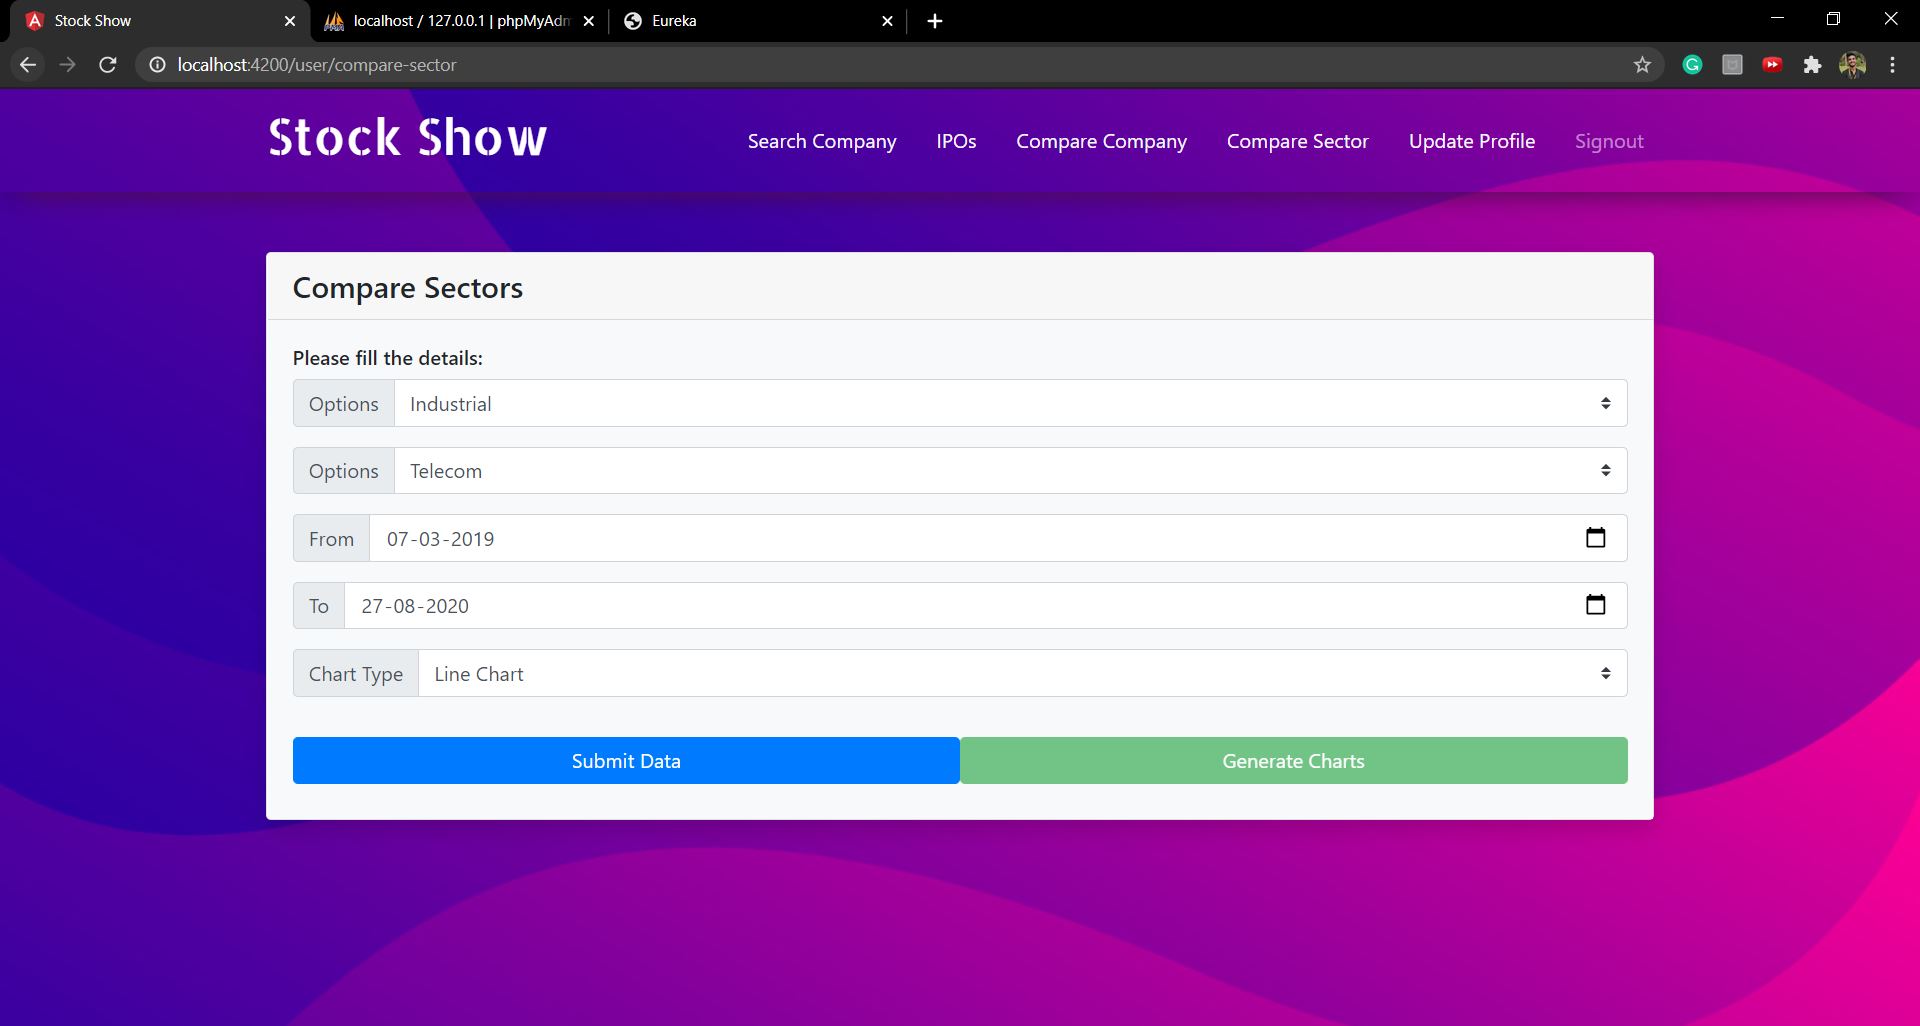 Stock Show
localhost / 127.0.0.1 | phpMyAdm
Eureka
localhost:4200/user/compare-sector
Stock Show
Search Company
IPOs
Compare Company
Compare Sector
Update Profile
Signout
Compare Sectors
Please fill the details:
Options Industrial
Options Telecom
From 07-03-2019
To 27-08-2020
Chart Type Line Chart
Submit Data
Generate Charts